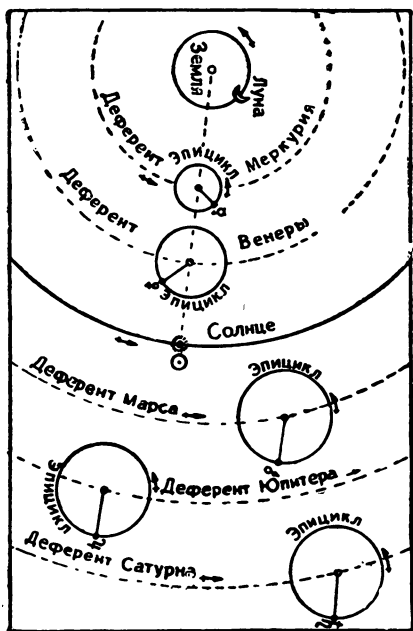 Земля
Луна
Деферент Меркурия
Эпицикл
Деферент Венеры
Эпицикл
Солнце
Деферент Марса
Эпицикл
Эпицикл
Деферент Юпитера
Эпицикл
Деферент Сатурна